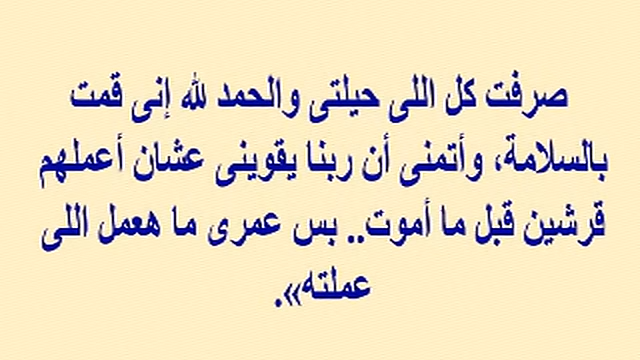 صرفت كل اللى حيلتى والحمد لله إنى قمت
بالسلامة، وأتمنى أن ربنا يقوينى عشان أعملهم
قرشين قبل ما أموت.. بس عمرى ما هعمل اللى
عملته».